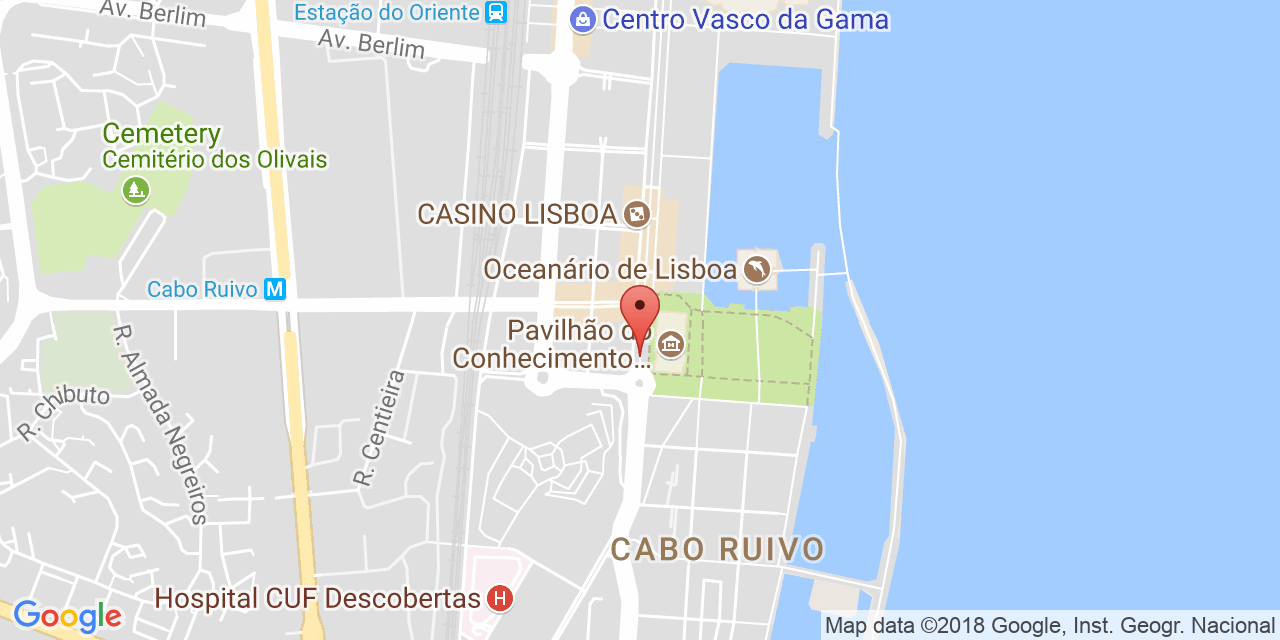 Av. Berlim
Estação do Oriente
Centro Vasco da Gama
Av. Berlim
Cemetery
Cemitério dos Olivais
CASINO LISBOA
Oceanário de Lisboa
Cabo Ruivo M
Pavilhão do
Conhecimento...
R. Chibuto
R. Almada Negreiros
R. Centieira
CABO RUIVO
Hospital CUF Descobertas H
Google
Map data ©2018 Google, Inst. Geogr. Nacional